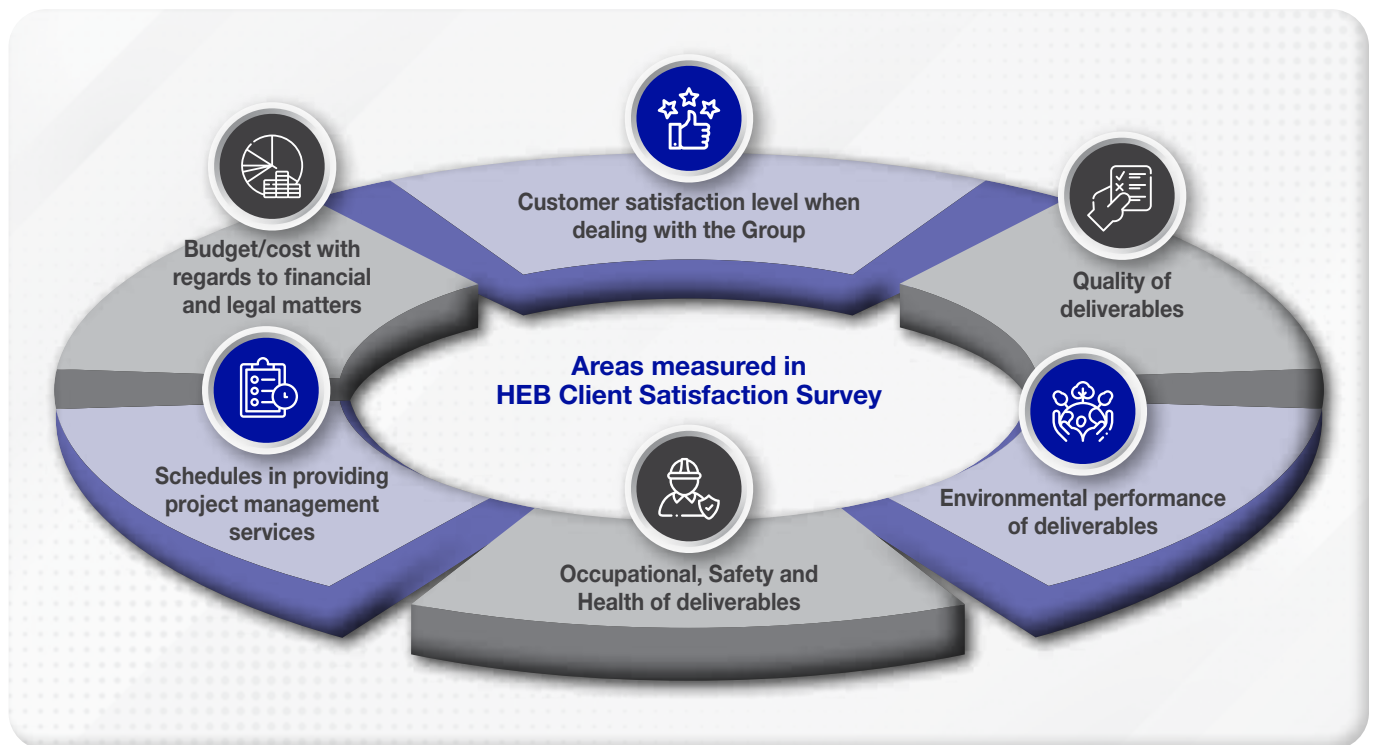 Customer satisfaction level when
dealing with the Group
Budget/cost with
regards to financial
and legal matters
Quality of
deliverables
Areas measured in
HEB Client Satisfaction Survey
Schedules in providing
project management
services
Environmental performance
of deliverables
Occupational, Safety and
Health of deliverables